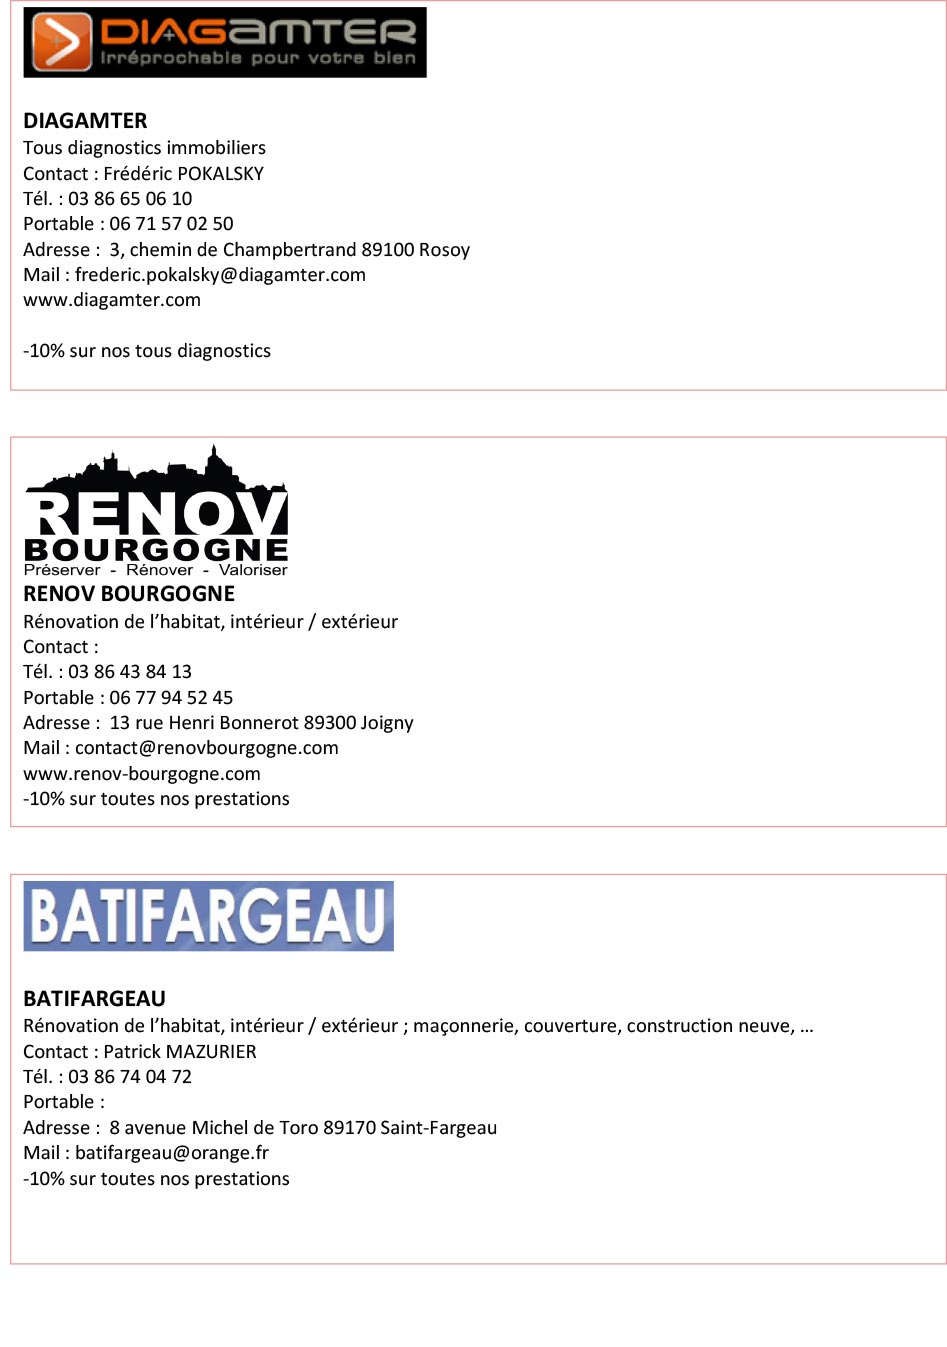 DIAGAMTER
Irréprochable pour votre bien
DIAGAMTER
Tous diagnostics immobiliers
Contact : Frédéric POKALSKY
Tél. : 03 86 65 06 10
Portable : 06 71 57 02 50
Adresse :  3, chemin de Champbertrand 89100 Rosoy
Mail : frederic.pokalsky@diagamter.com
www.diagamter.com
-10% sur nos tous diagnostics
RENOV
BOURGOGNE
Préserver - Rénover - Valoriser
RENOV BOURGOGNE
Rénovation de l’habitat, intérieur / extérieur
Contact :
Tél. : 03 86 43 84 13
Portable : 06 77 94 52 45
Adresse :  13 rue Henri Bonnerot 89300 Joigny
Mail : contact@renovbourgogne.com
www.renov-bourgogne.com
-10% sur toutes nos prestations
BATIFARGEAU
BATIFARGEAU
Rénovation de l’habitat, intérieur / extérieur ; maçonnerie, couverture, construction neuve, …
Contact : Patrick MAZURIER
Tél. : 03 86 74 04 72
Portable :
Adresse :  8 avenue Michel de Toro 89170 Saint-Fargeau
Mail : batifargeau@orange.fr
-10% sur toutes nos prestations